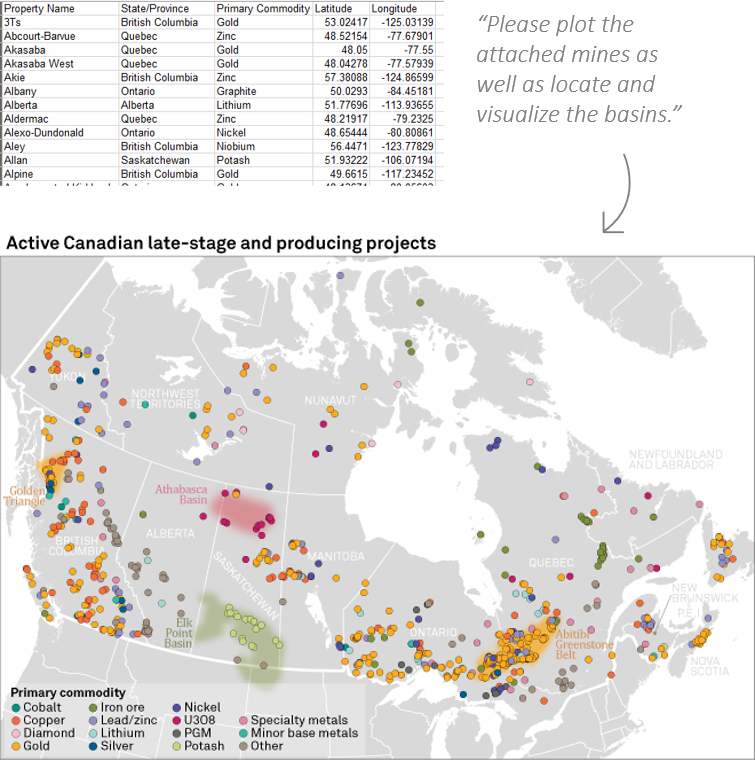 Property Name State/Province Primary Commodity Latitude Longitude
3Ts British Columbia Gold 53.02417 -125.03139
Abcourt-Barvue Quebec Zinc 48.52154 -77.67901
Akasaba Quebec Gold 48.05 -77.55
Akasaba West Quebec Gold 48.04278 -77.57939
Akie British Columbia Zinc 57.38088 -124.86599
Albany Ontario Graphite 50.0293 -84.45181
Alberta Alberta Lithium 51.77696 -113.93655
Aldermac Quebec Zinc 48.21917 -79.2325
Alexo-Dundonald Ontario Nickel 48.65444 -80.80861
Aley British Columbia Niobium 56.4471 -123.77829
Allan Saskatchewan Potash 51.93222 -106.07194
Alpine British Columbia Gold 49.6615 -117.23452
“Please plot the
attached mines as
well as locate and
visualize the basins.”
Active Canadian late-stage and producing projects
YUKON
NORTHWEST
TERRITORIES
NUNAVUT
NEWFOUNDLAND
AND LABRADOR
Golden
Triangle
Athabasca
Basin
BRITISH
COLUMBIA
ALBERTA
SASKATCHEWAN
MANITOBA
QUEBEC
NEW
BRUNSWICK
P.E.I.
Elk
Point
Basin
ONTARIO
Abitibi
Greenstone
Belt
NOVA
SCOTIA
Primary commodity
Cobalt Iron ore Nickel
Copper Lead/zinc U3O8 Specialty metals
Diamond Lithium PGM Minor base metals
Gold Silver Potash Other